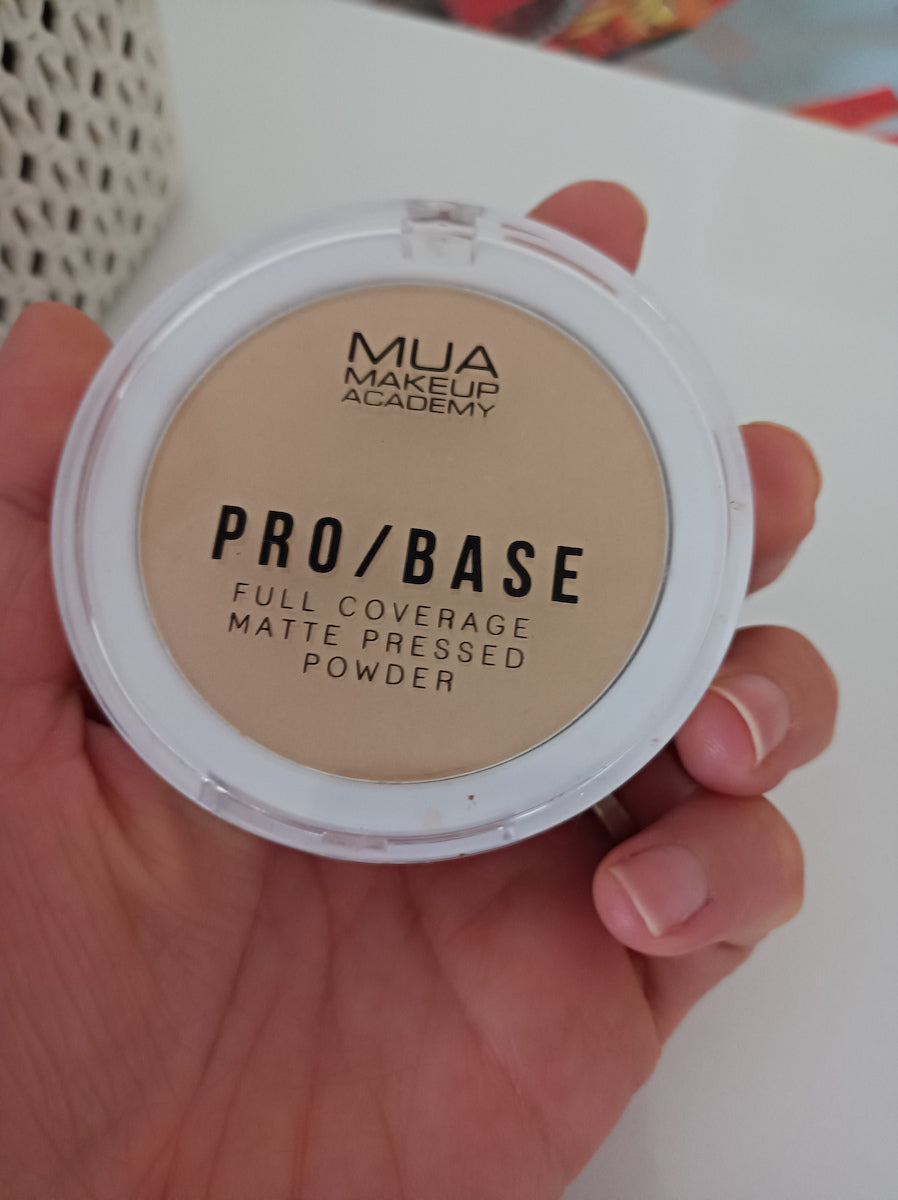 MUA
MAKEUP
ACADEMY
PRO/BASE
FULL COVERAGE
MATTE PRESSED
POWDER